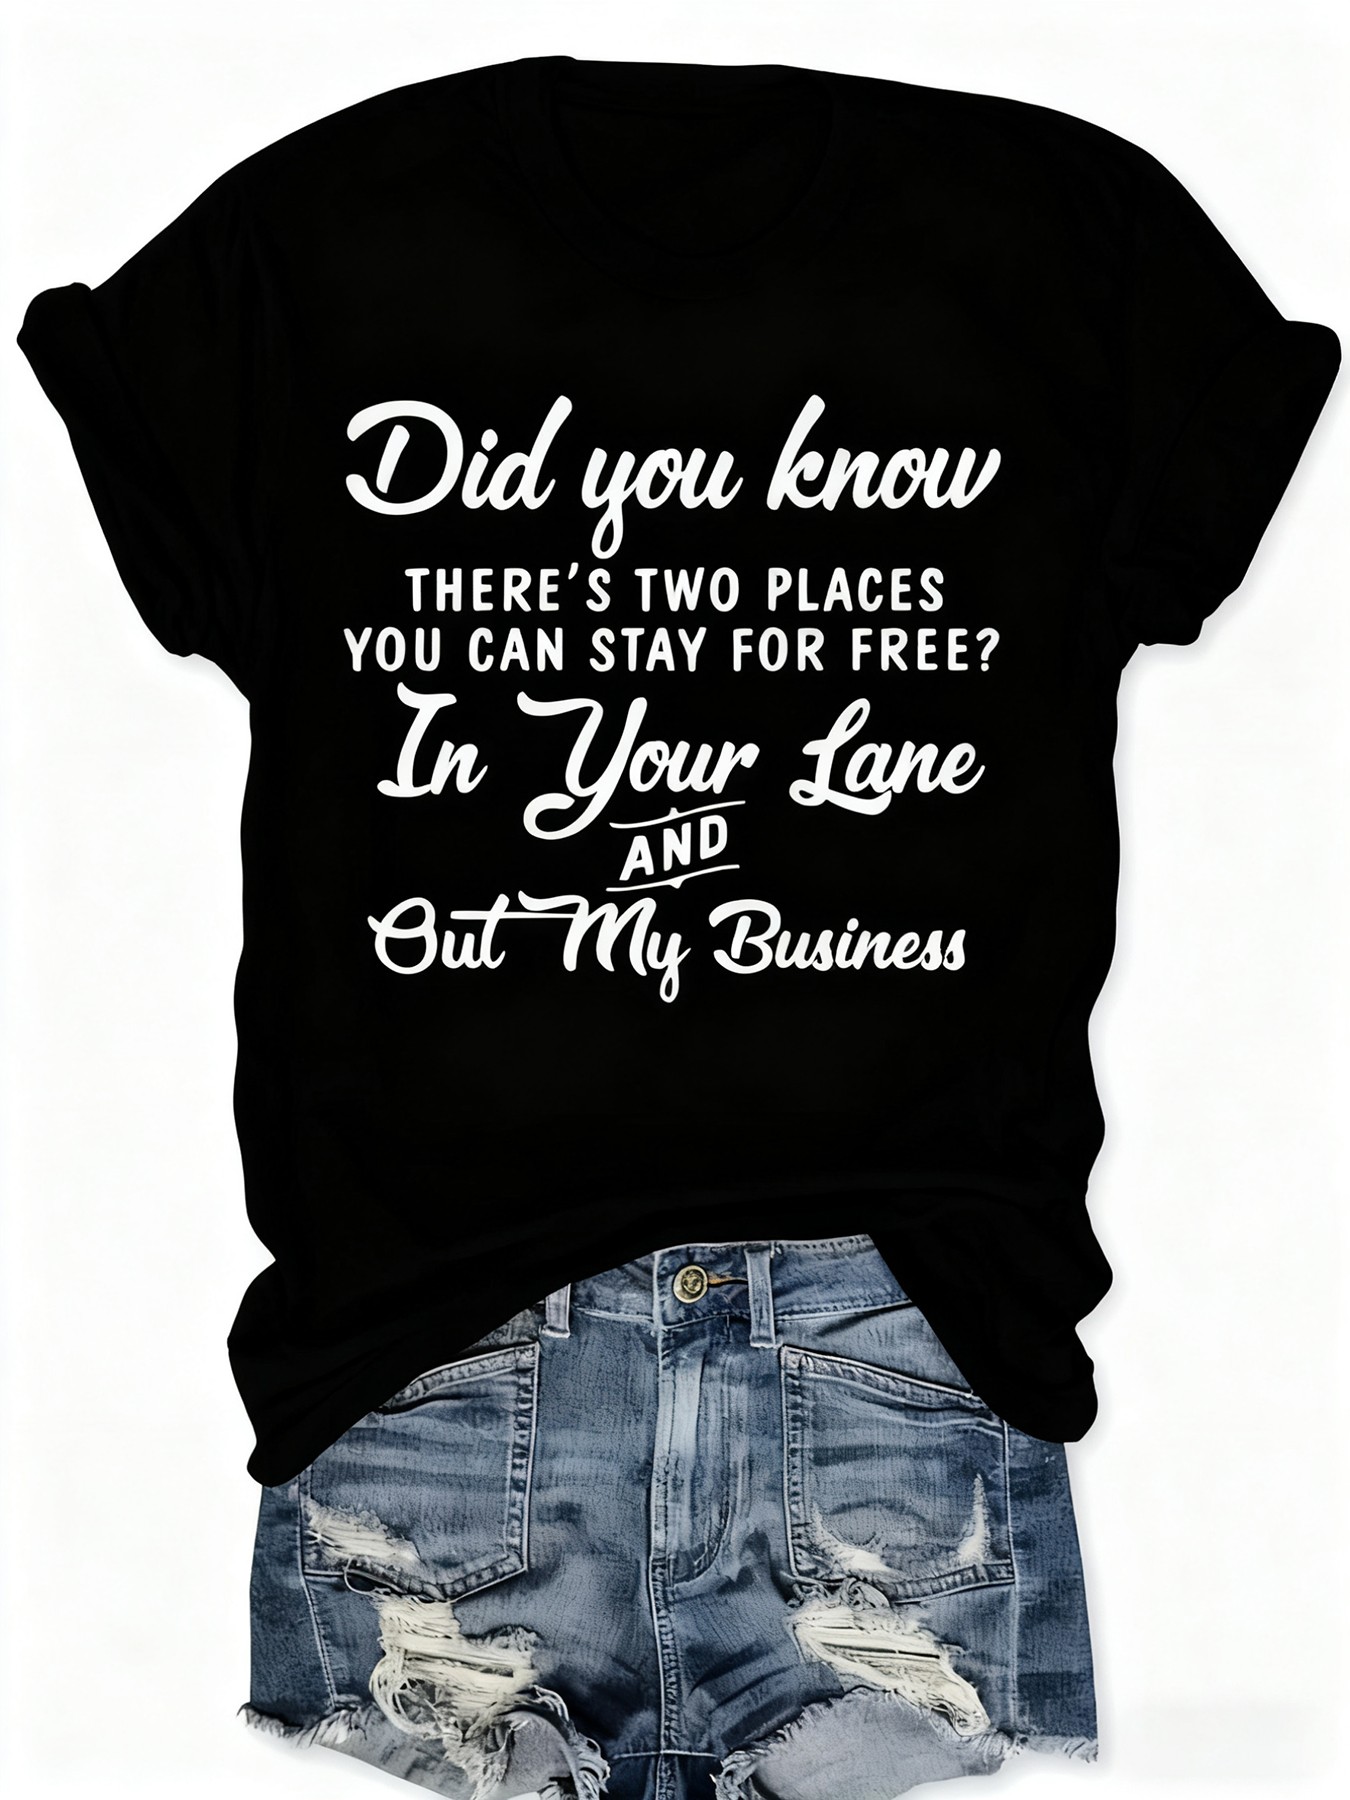 Did you know
THERE'S TWO PLACES
YOU CAN STAY FOR FREE?
In Your Lane
AND
Out My Business